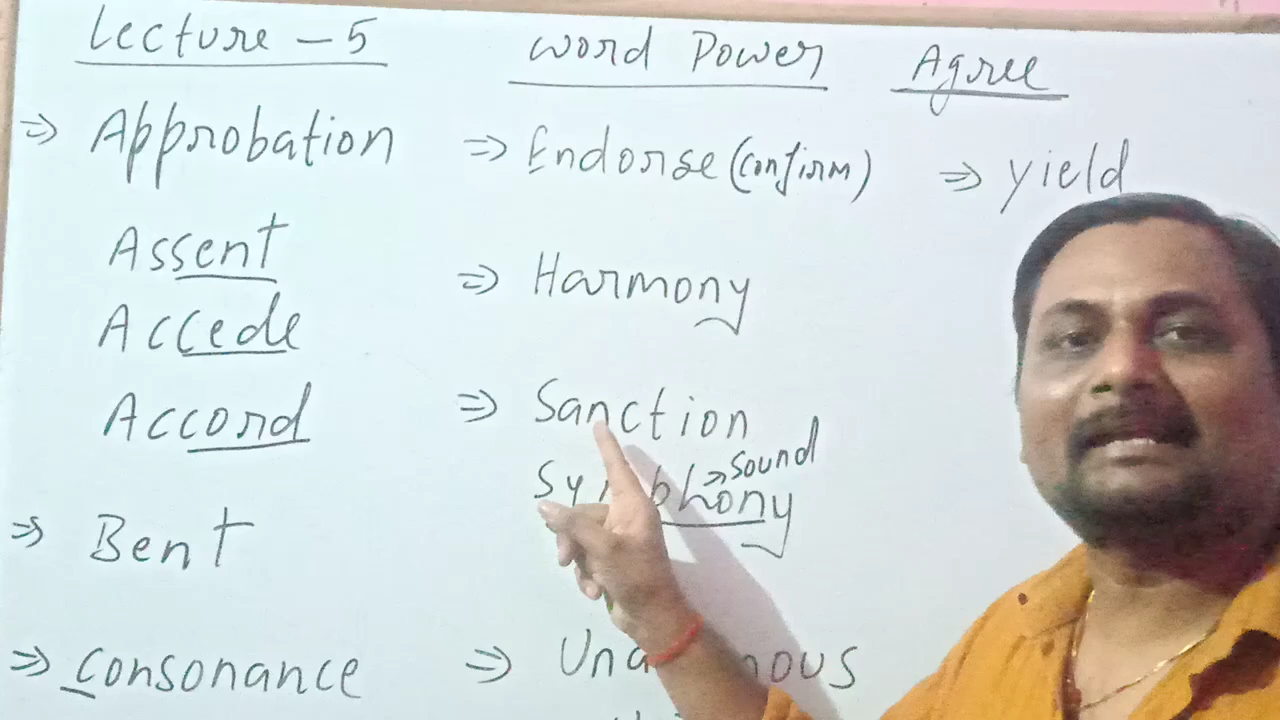 Lecture - 5
Word Power
Agree
⇒ Approbation
Assent
Accede
Accord
⇒ Bent
⇒ Consonance
⇒ Endorse (confirm)
⇒ Harmony
⇒ Sanction
→ sound
⇒ yield